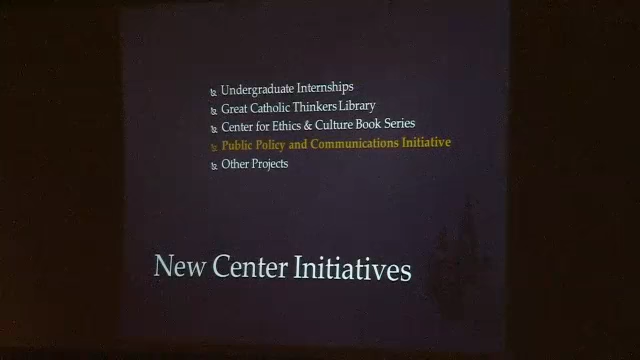 Undergraduate Internships
Great Catholic Thinkers Library
Center for Ethics & Culture Book Series
Public Policy and Communications Initiative
Other Projects
New Center Initiatives